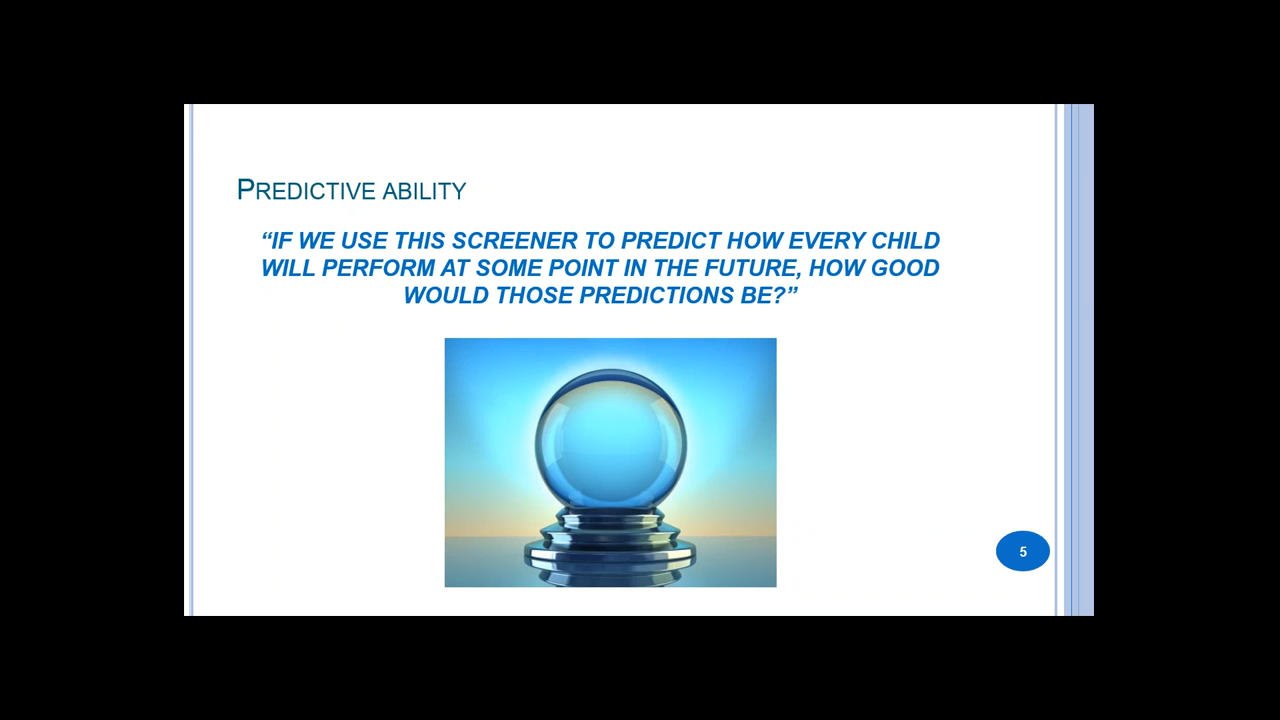 PREDICTIVE ABILITY
“IF WE USE THIS SCREENER TO PREDICT HOW EVERY CHILD
WILL PERFORM AT SOME POINT IN THE FUTURE, HOW GOOD
WOULD THOSE PREDICTIONS BE?”
5